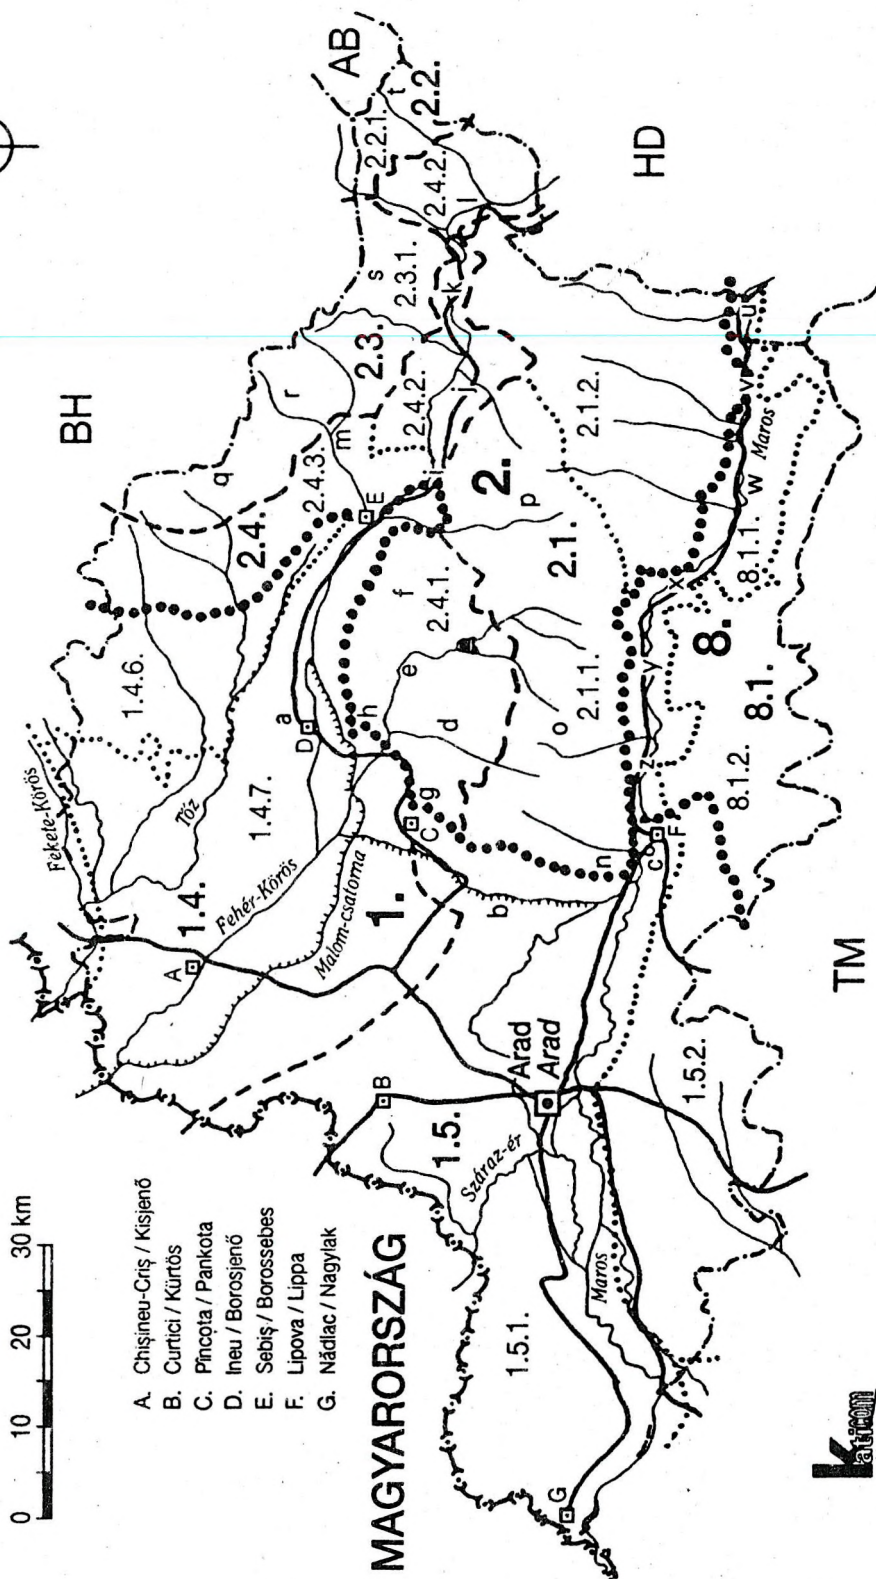 0 10 20 30 km
A. Chişineu-Criş / Kisjenő
B. Curtici / Kürtös
C. Pîncota / Pankota
D. Ineu / Borosjenő
E. Sebiş / Borossebes
F. Lipova / Lippa
G. Nădlac / Nagylak
MAGYARORSZÁG
BH
AB
HD
TM
Fekete-Körös
Tőz
Fehér-Körös
Malom-csatorna
Száraz-ér
Maros
Maros
Arad
Arad
A
B
C
D
E
F
G
1.
1.4.
1.4.6.
1.4.7.
1.5.
1.5.1.
1.5.2.
2.
2.1.
2.1.1.
2.1.2.
2.2.
2.2.1.
2.3.
2.3.1.
2.4.
2.4.1.
2.4.2.
2.4.2.
2.4.3.
8.
8.1.
8.1.1.
8.1.2.
a
b
c
d
e
f
g
h
i
j
k
l
m
n
o
p
q
r
s
t
u
v
w
x
y
z
Katicom